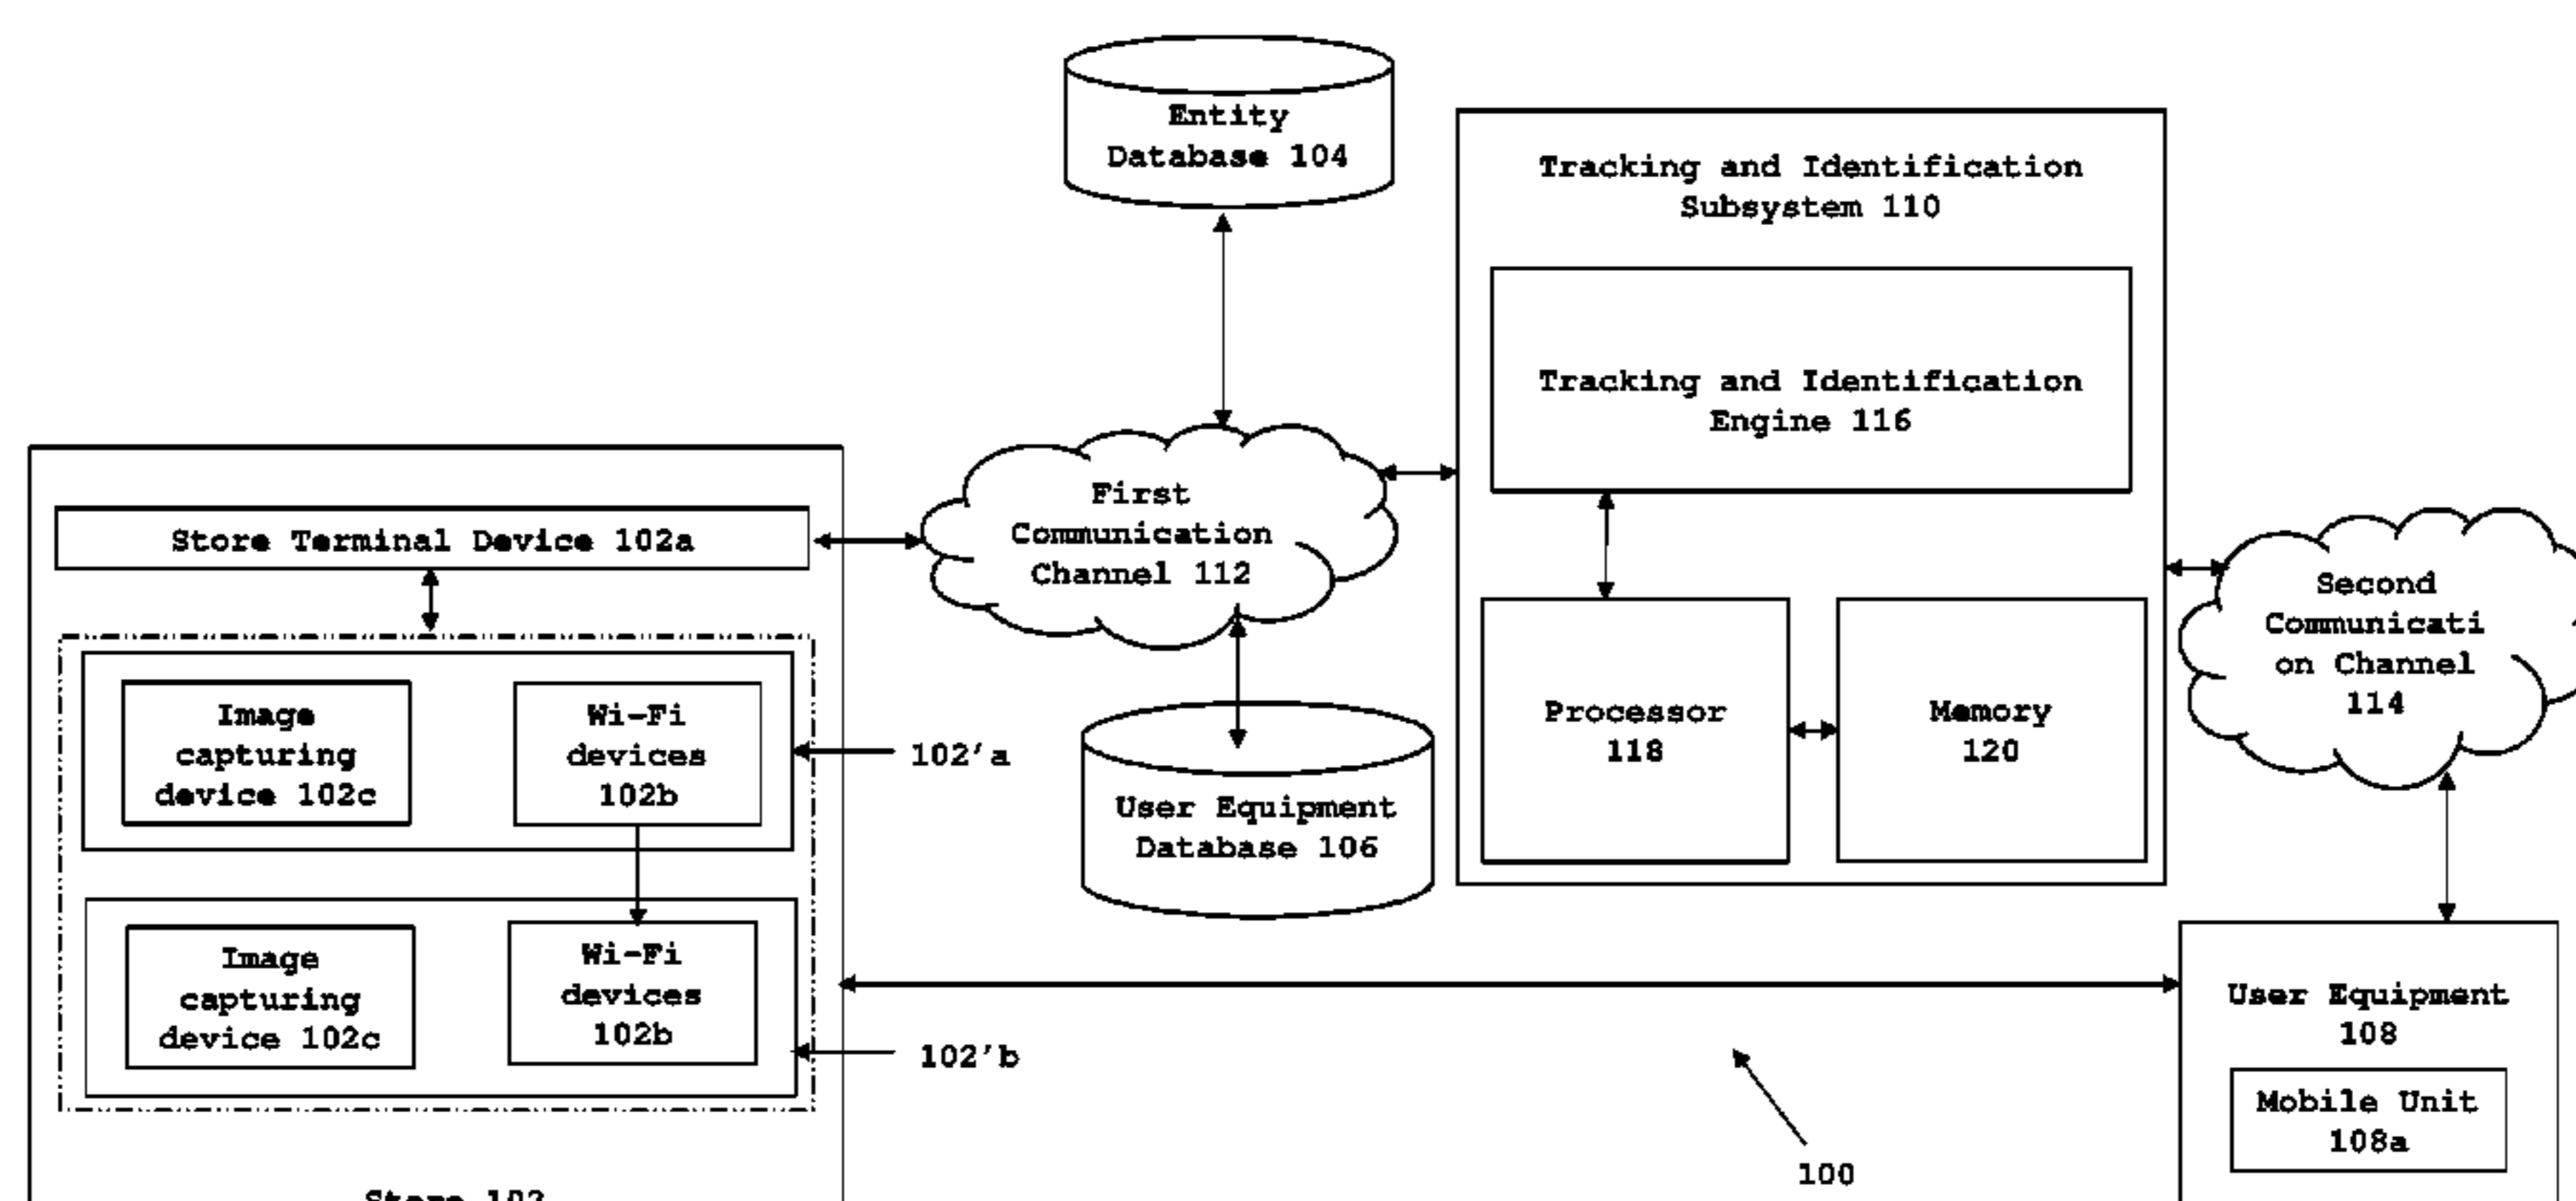 Entity
Database 104
Tracking and Identification
Subsystem 110
Tracking and Identification
Engine 116
First
Communication
Channel 112
Store Terminal Device 102a
Second
Communicati
on Channel
114
Image
capturing
device 102c
Wi-Fi
devices
102b
102'a
Processor
118
Memory
120
User Equipment
Database 106
Image
capturing
device 102c
Wi-Fi
devices
102b
102'b
User Equipment
108
Mobile Unit
108a
100
Store 102